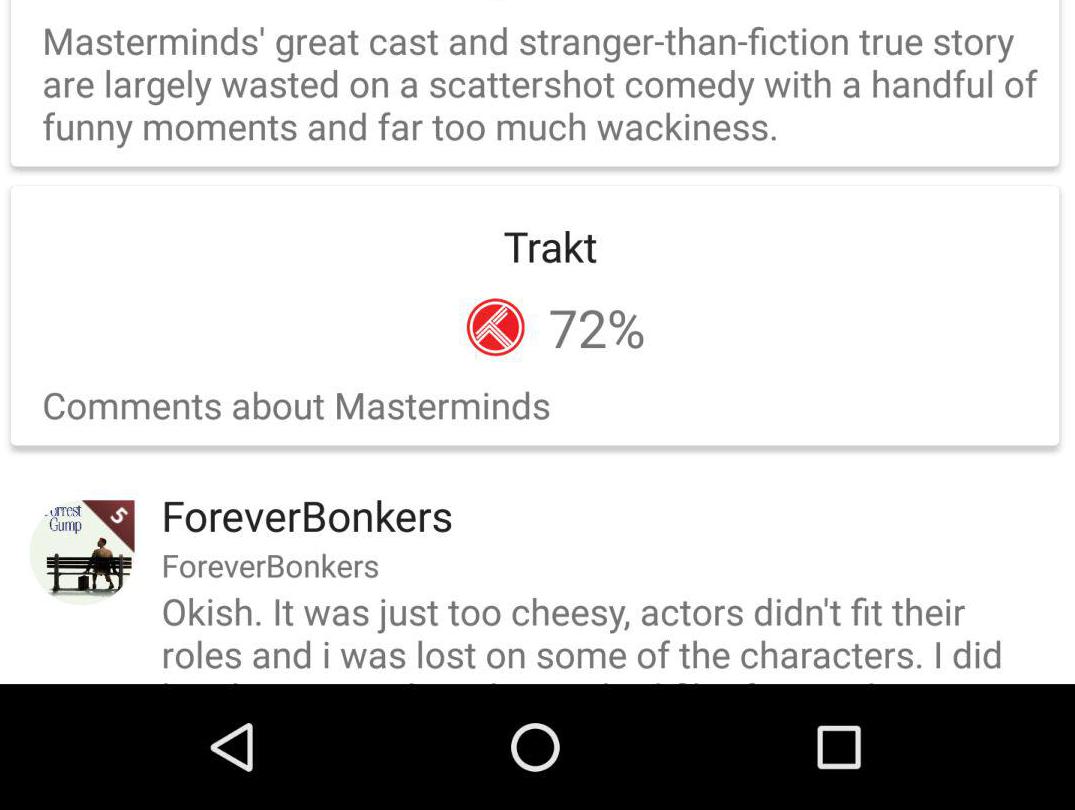 Masterminds' great cast and stranger-than-fiction true story
are largely wasted on a scattershot comedy with a handful of
funny moments and far too much wackiness.
Trakt
72%
Comments about Masterminds
orrest
Gump
5
ForeverBonkers
ForeverBonkers
Okish. It was just too cheesy, actors didn't fit their
roles and i was lost on some of the characters. I did